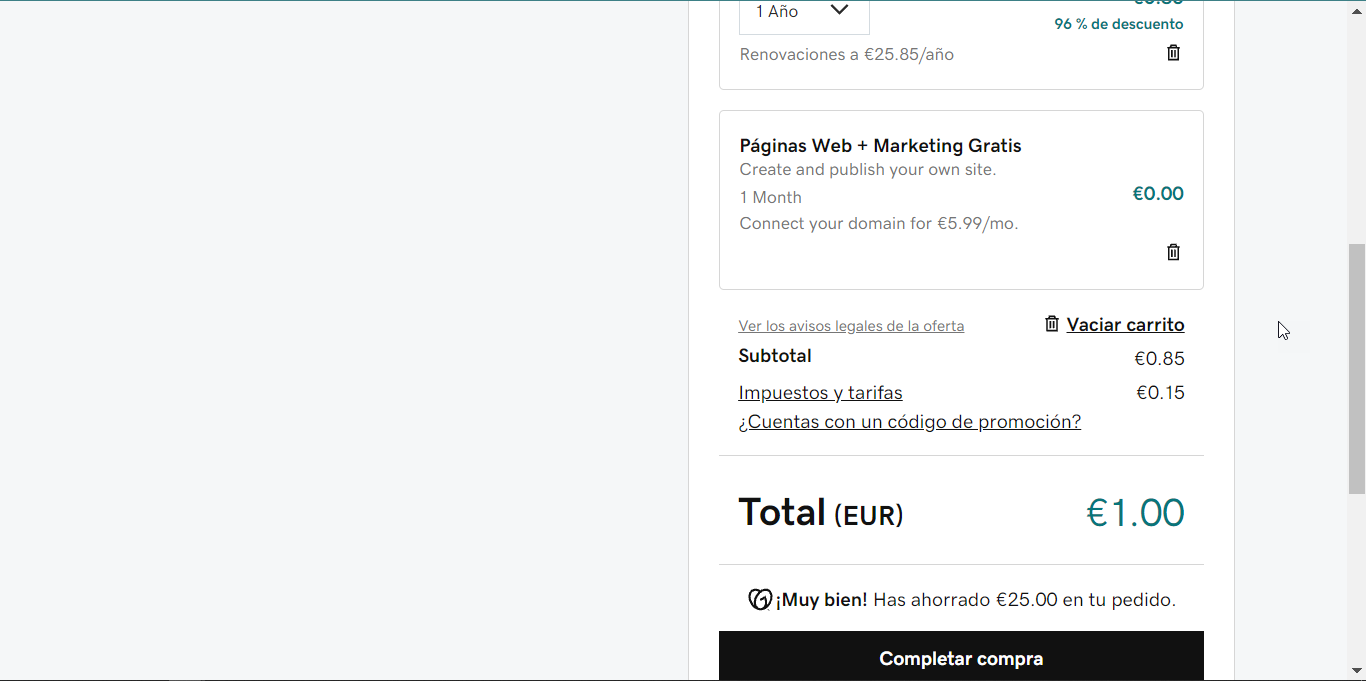 1 Año
96 % de descuento
Renovaciones a €25.85/año
Páginas Web + Marketing Gratis
Create and publish your own site.
1 Month
€0.00
Connect your domain for €5.99/mo.
Ver los avisos legales de la oferta
Vaciar carrito
Subtotal
€0.85
Impuestos y tarifas
€0.15
¿Cuentas con un código de promoción?
Total (EUR)
€1.00
¡Muy bien! Has ahorrado €25.00 en tu pedido.
Completar compra